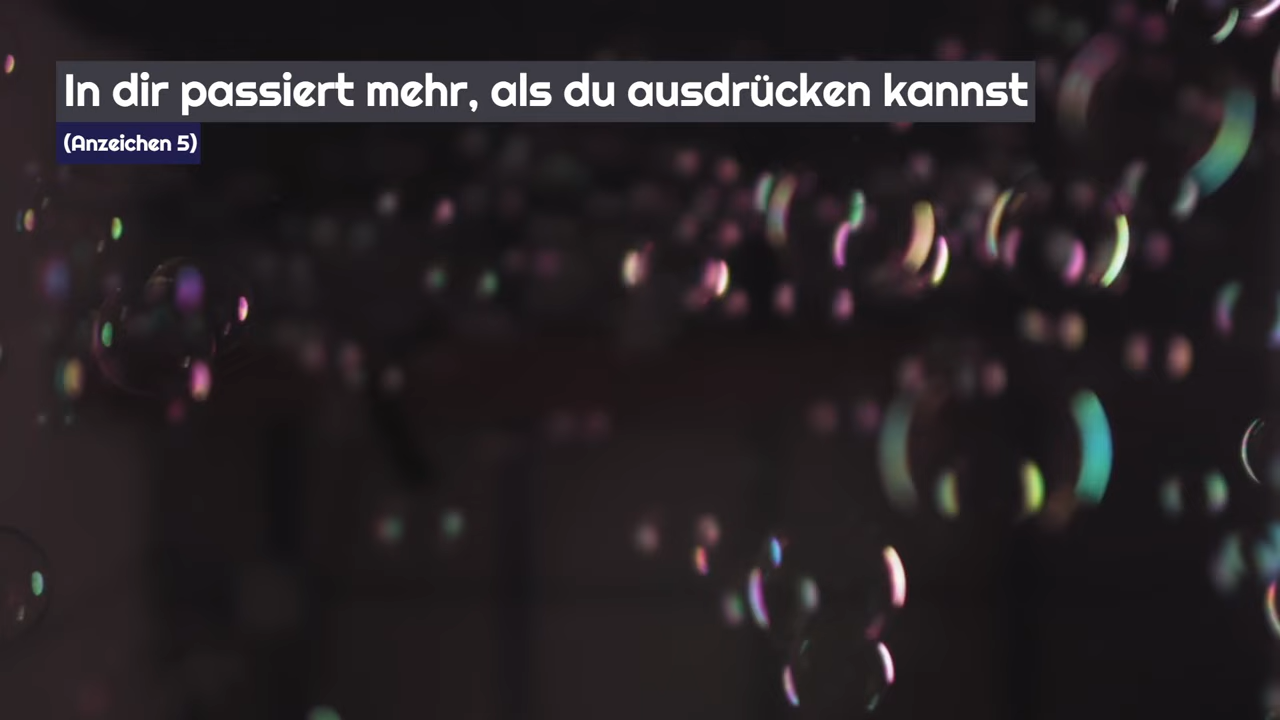 In dir passiert mehr, als du ausdrücken kannst
(Anzeichen 5)